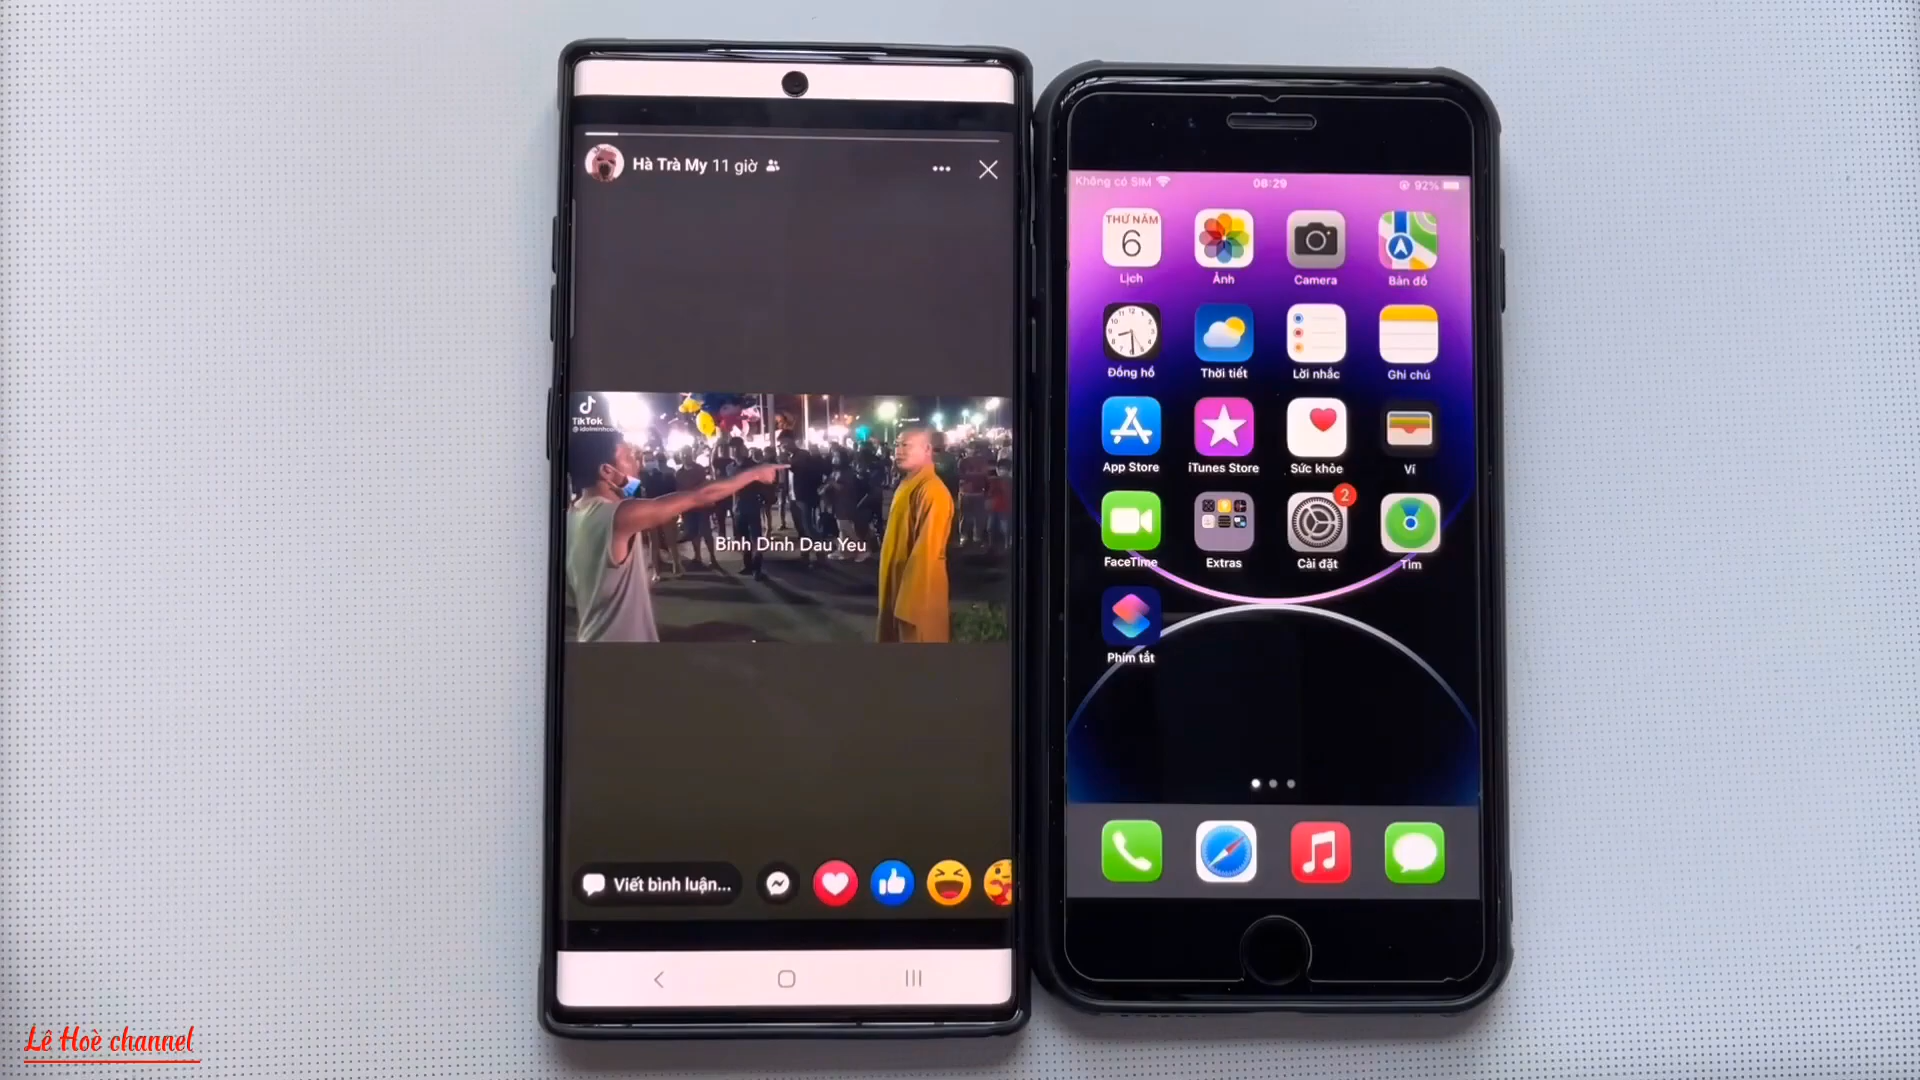 Hà Trà My 11 giờ
TikTok
Binh Dinh Dau Yeu
Viết bình luận...
Không có SIM
08:29
92%
THỨ NĂM
6
Lịch
Ảnh
Camera
Bản đồ
Đồng hồ
Thời tiết
Lời nhắc
Ghi chú
App Store
iTunes Store
Sức khỏe
Ví
FaceTime
Extras
2
Cài đặt
Tìm
Phím tắt
Lê Hoè channel